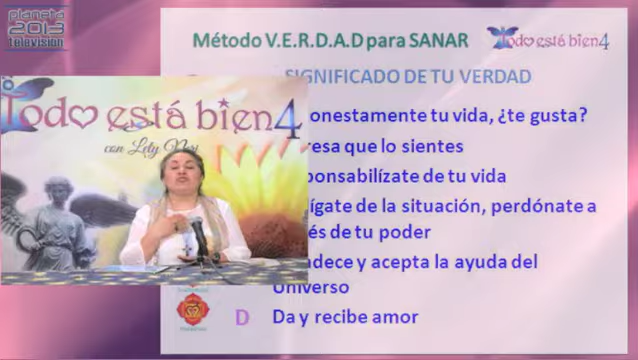 planeta
2013
televisión
Método V.E.R.D.A.D para SANAR
Todo está bien4
SIGNIFICADO DE TU VERDAD
onestamente tu vida, ¿te gusta?
resa que lo sientes
ponsabilízate de tu vida
lígate de la situación, perdónate a
és de tu poder
adece y acepta la ayuda del
Universo
D Da y recibe amor
Todo está bien4
con Lety